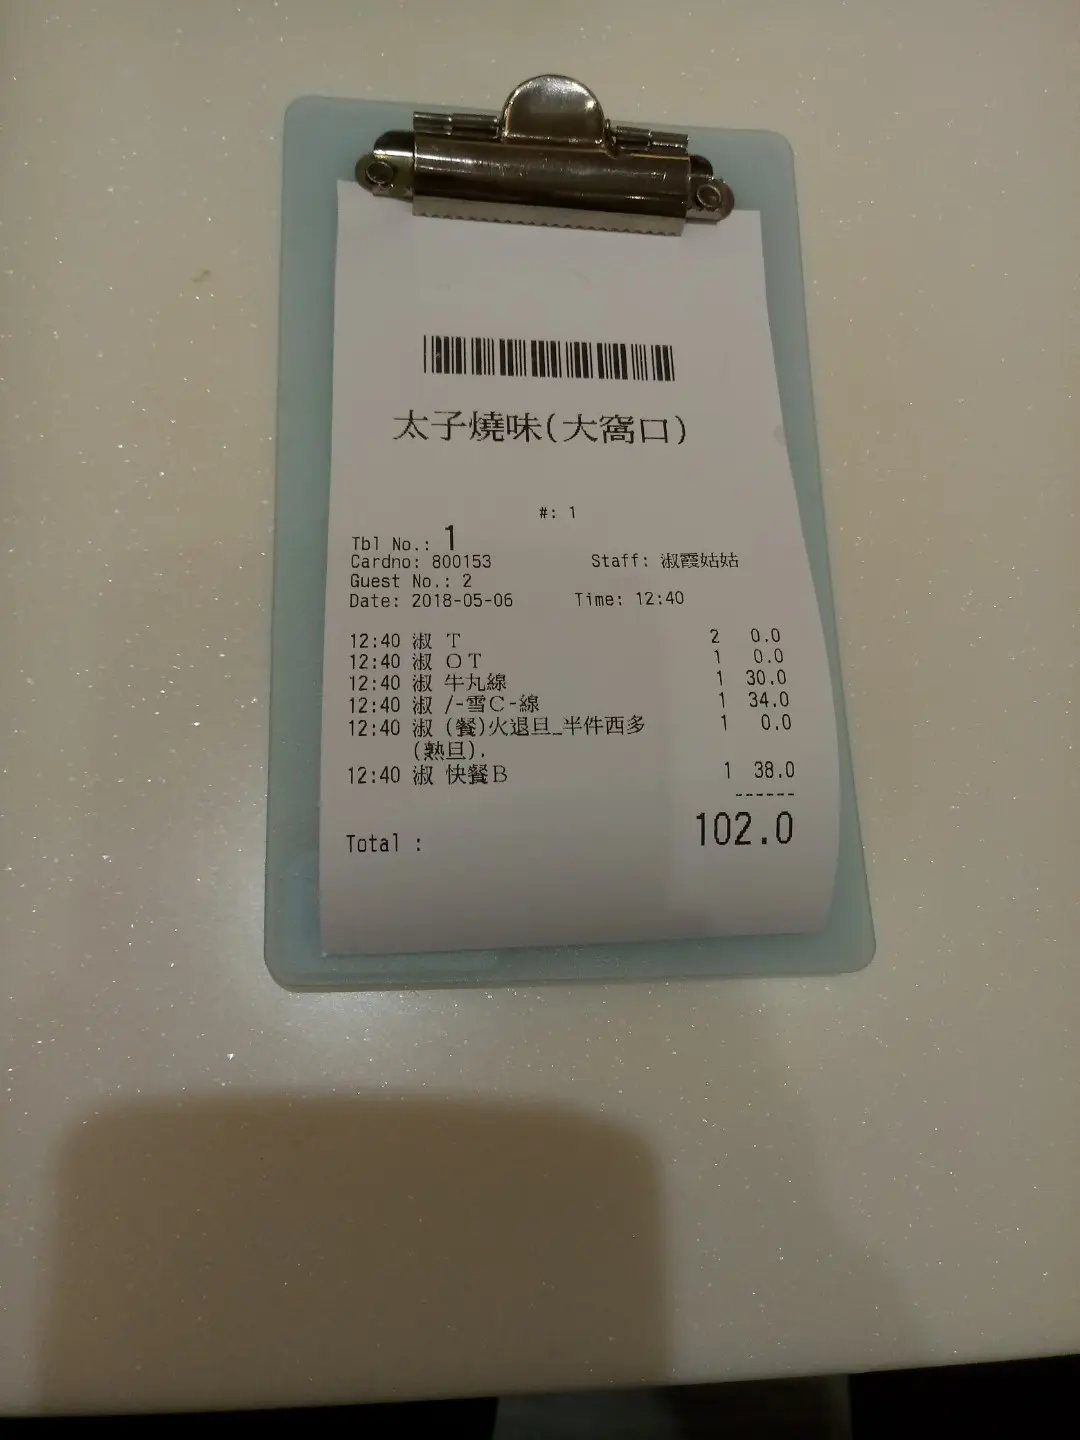 太子燒味(大窩口)
#: 1
Tbl No.: 1
Cardno: 800153 Staff: 淑霞姑姑
Guest No.: 2
Date: 2018-05-06 Time: 12:40
12:40 淑 T 2 0.0
12:40 淑 OT 1 0.0
12:40 淑 牛丸線 1 30.0
12:40 淑 /-雪C-線 1 34.0
12:40 淑 (餐)火退旦_半件西多 1 0.0
(熟旦).
12:40 淑 快餐B 1 38.0
------
Total : 102.0